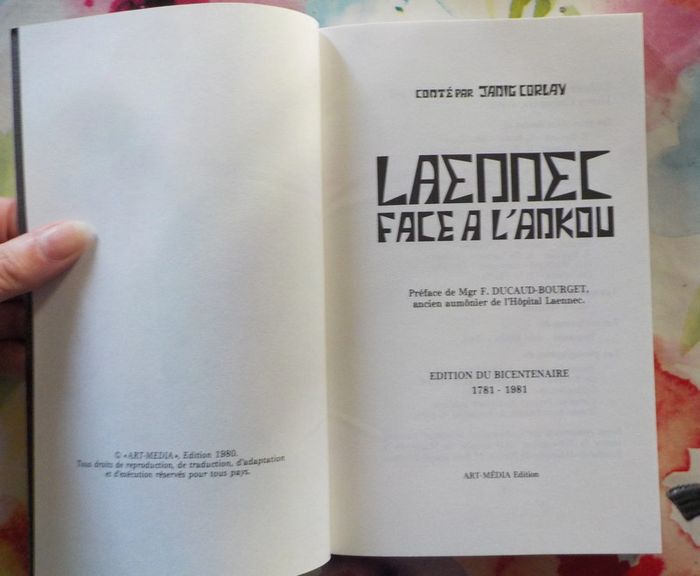 © «ART-MÉDIA», Edition 1980.
Tous droits de reproduction, de traduction, d'adaptation
et d'exécution réservés pour tous pays.
CONTÉ PAR JANIG CORLAY
LAENNEC
FACE A L'ANKOU
Préface de Mgr F. DUCAUD-BOURGET,
ancien aumônier de l'Hôpital Laennec.
EDITION DU BICENTENAIRE
1781 - 1981
ART-MÉDIA Edition